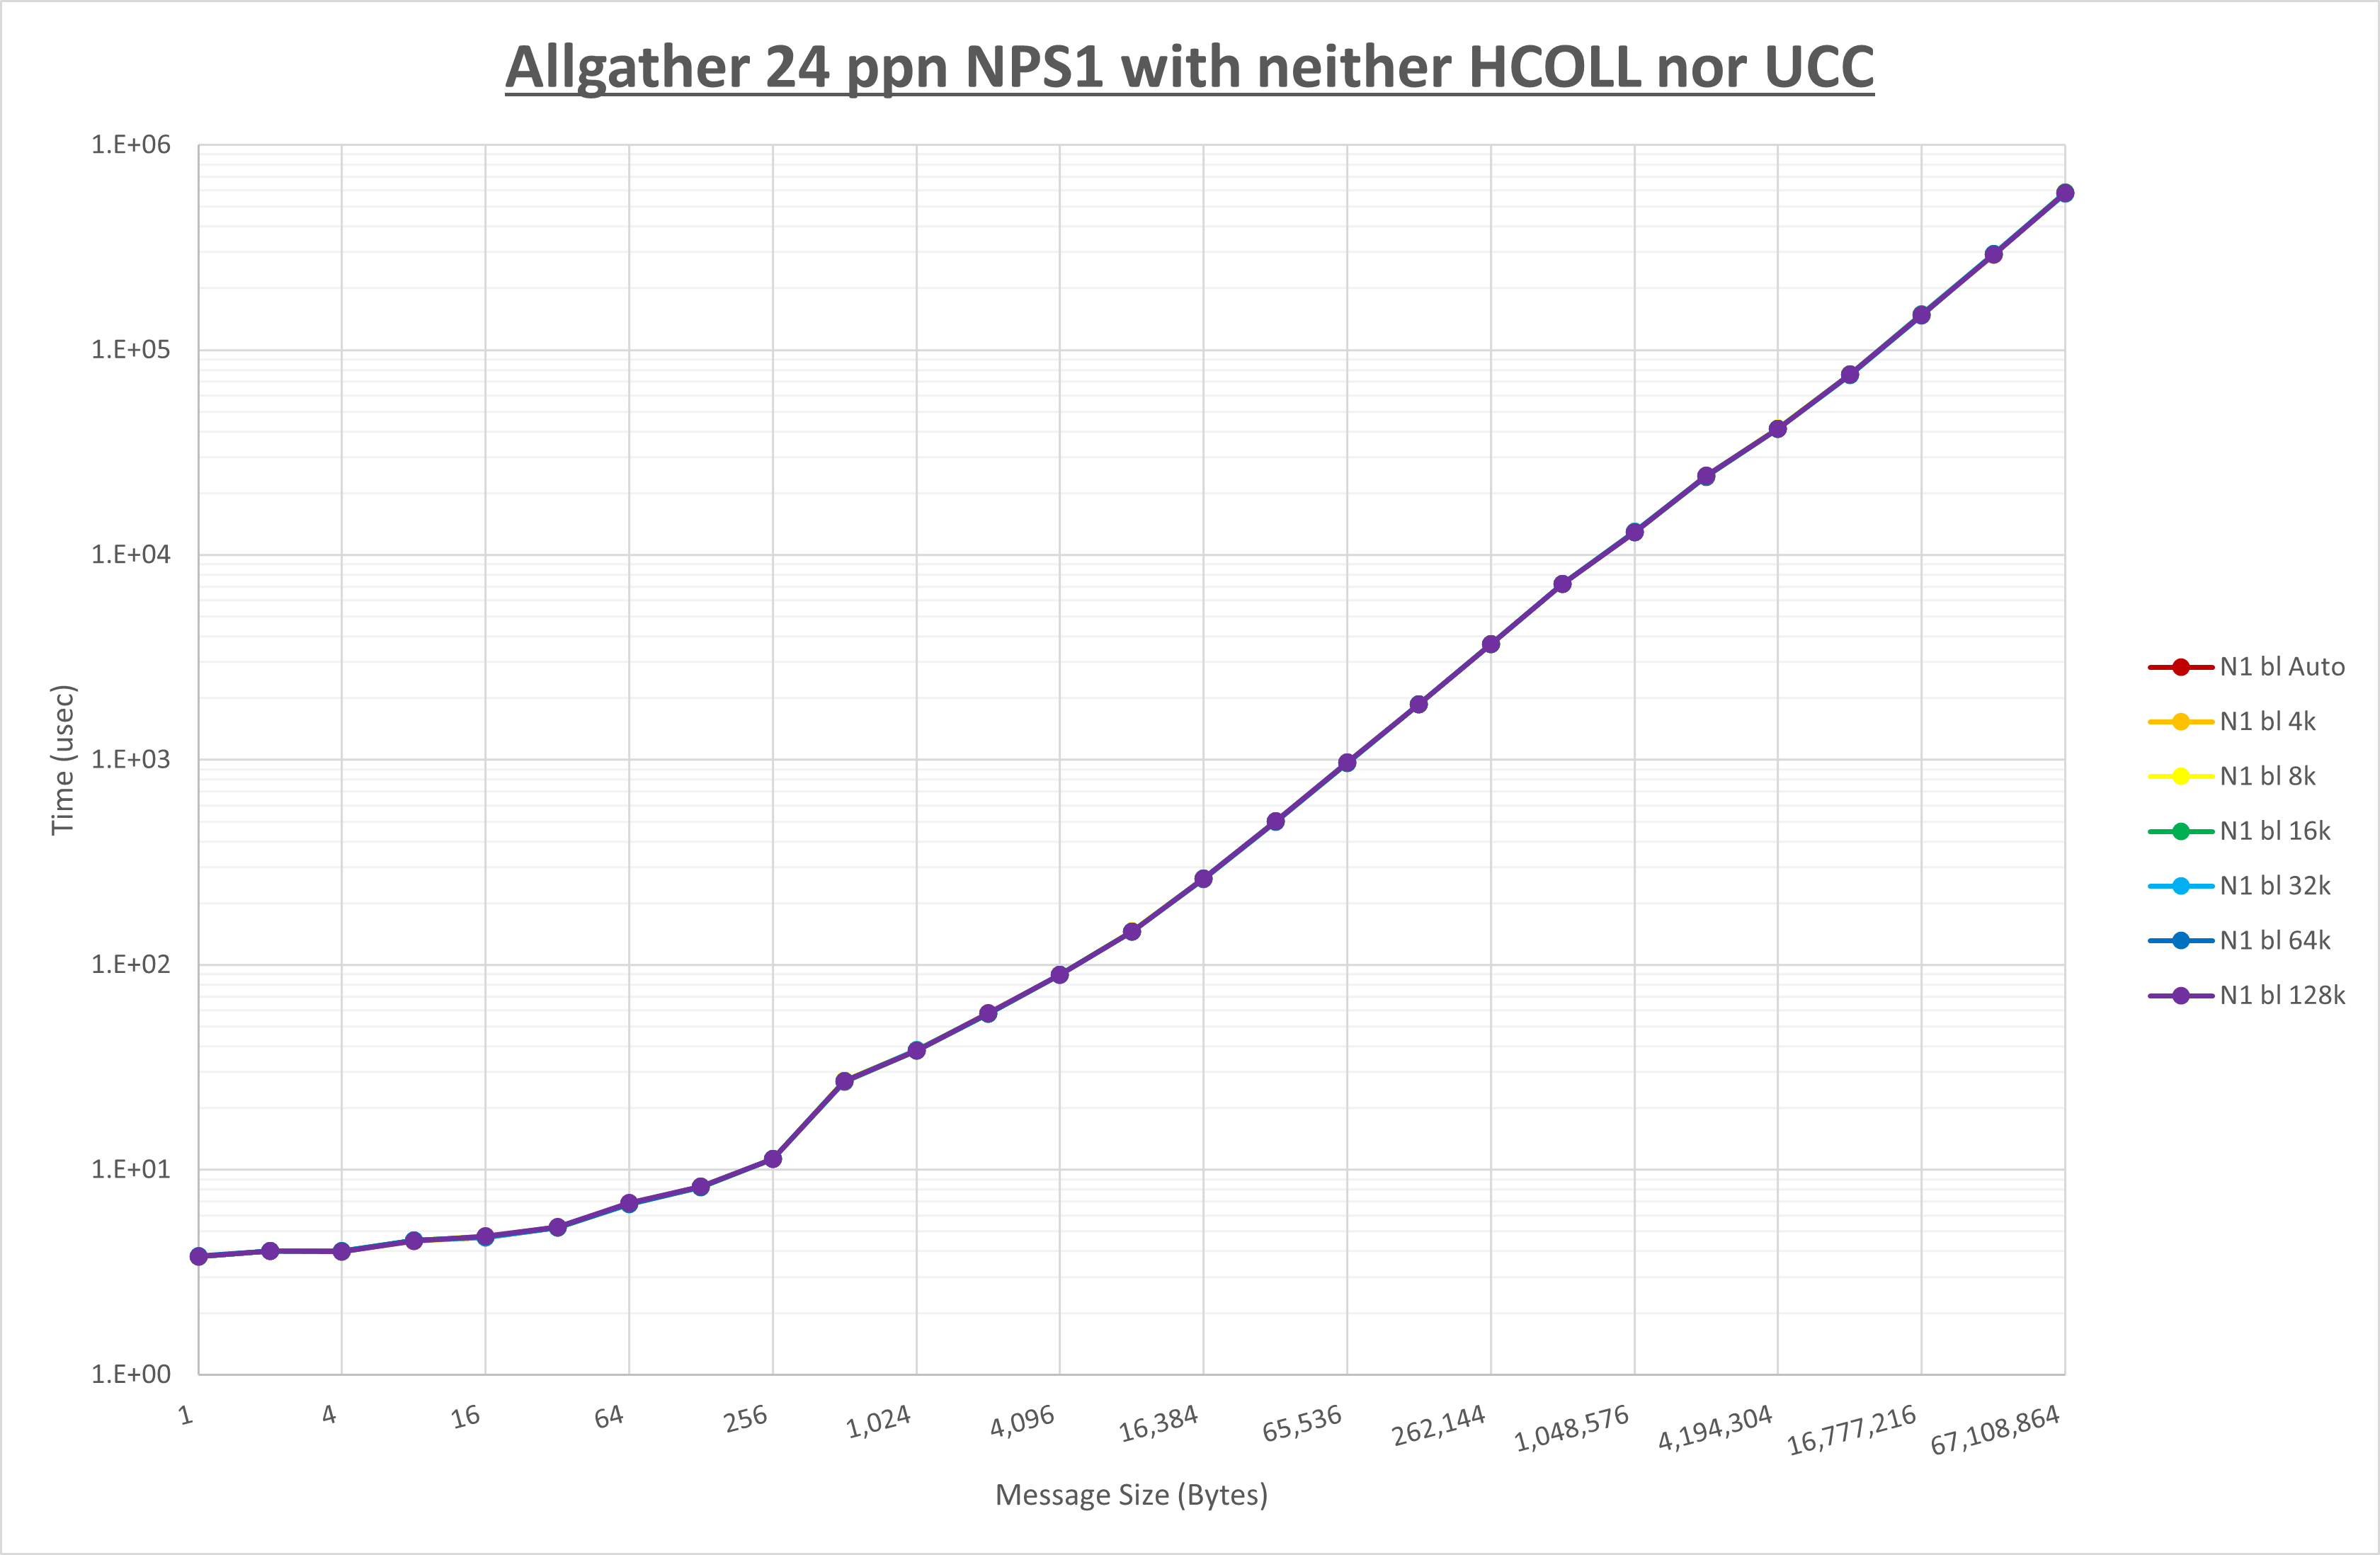 Allgather 24 ppn NPS1 with neither HCOLL nor UCC
1.E+06
1.E+05
1.E+04
1.E+03
1.E+02
1.E+01
1.E+00
Time (usec)
1 4 16 64 256 1,024 4,096 16,384 65,536 262,144 1,048,576 4,194,304 16,777,216 67,108,864
Message Size (Bytes)
N1 bl Auto
N1 bl 4k
N1 bl 8k
N1 bl 16k
N1 bl 32k
N1 bl 64k
N1 bl 128k